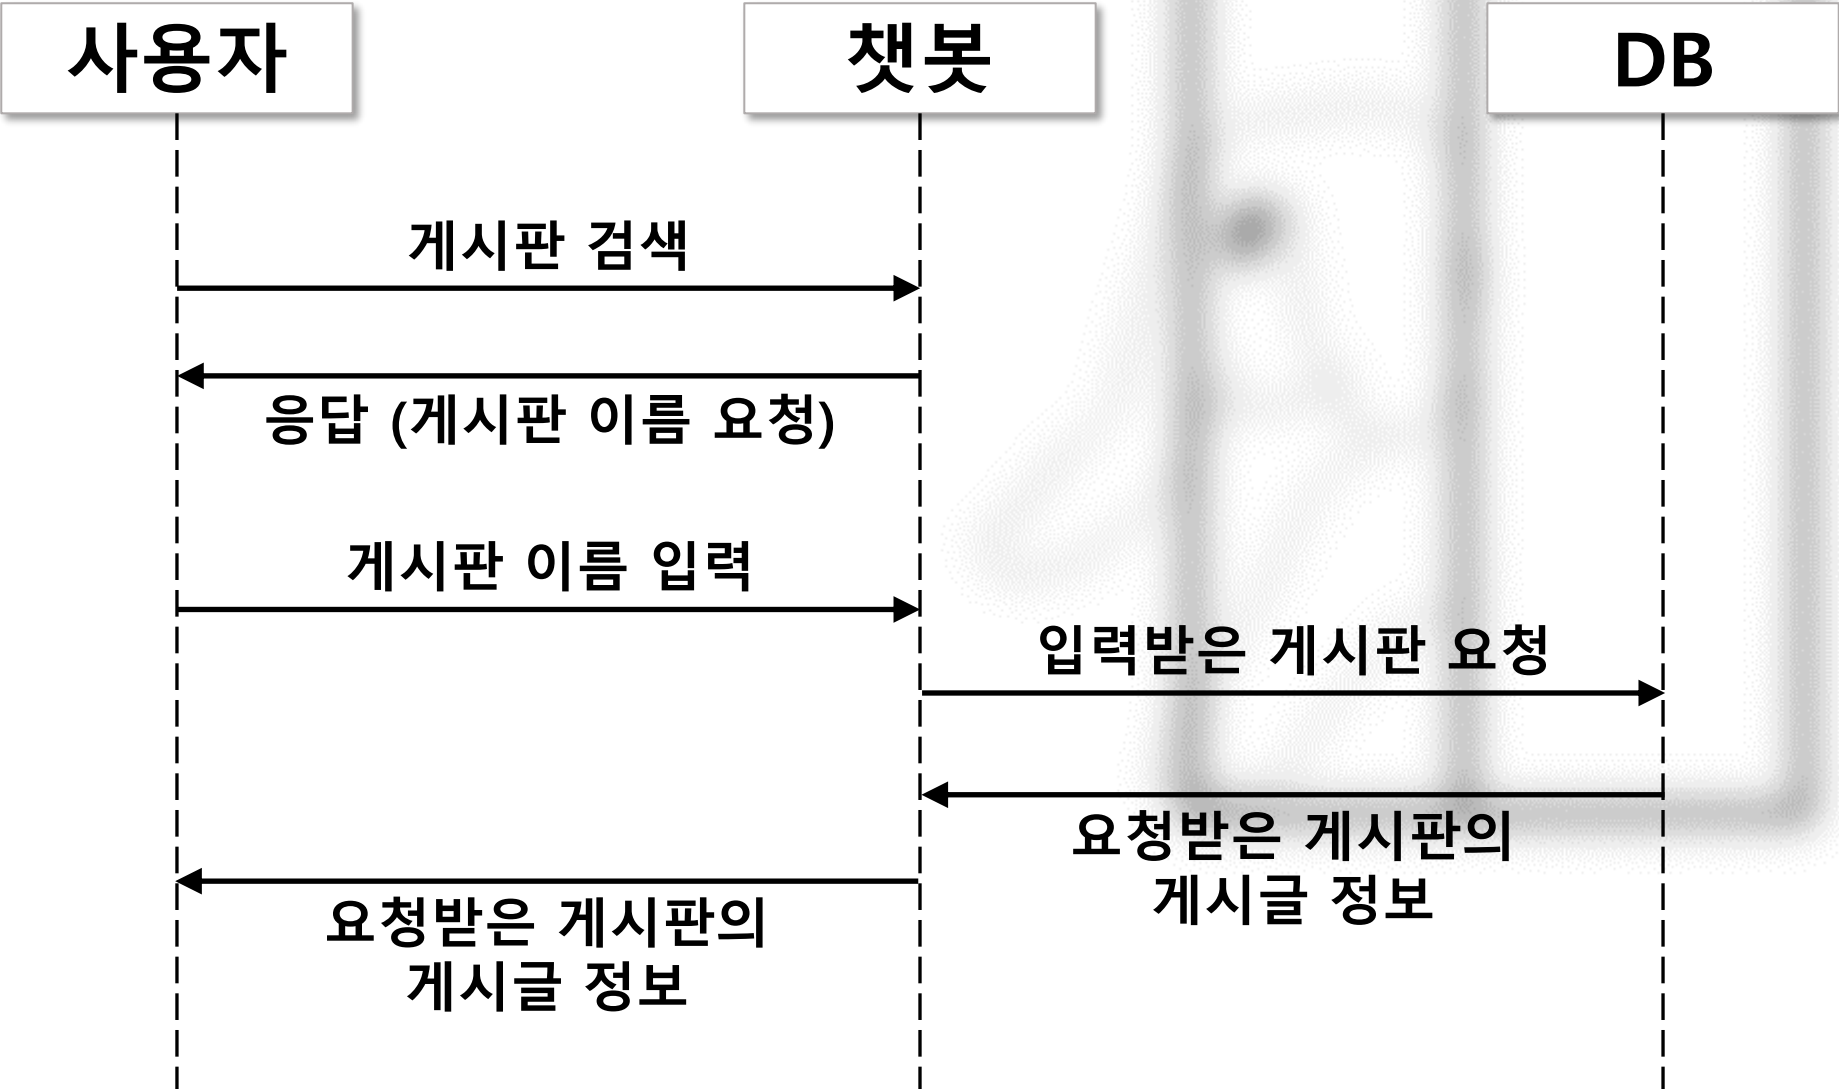 사용자
챗봇
DB
게시판 검색
응답 (게시판 이름 요청)
게시판 이름 입력
입력받은 게시판 요청
요청받은 게시판의
게시글 정보
요청받은 게시판의
게시글 정보